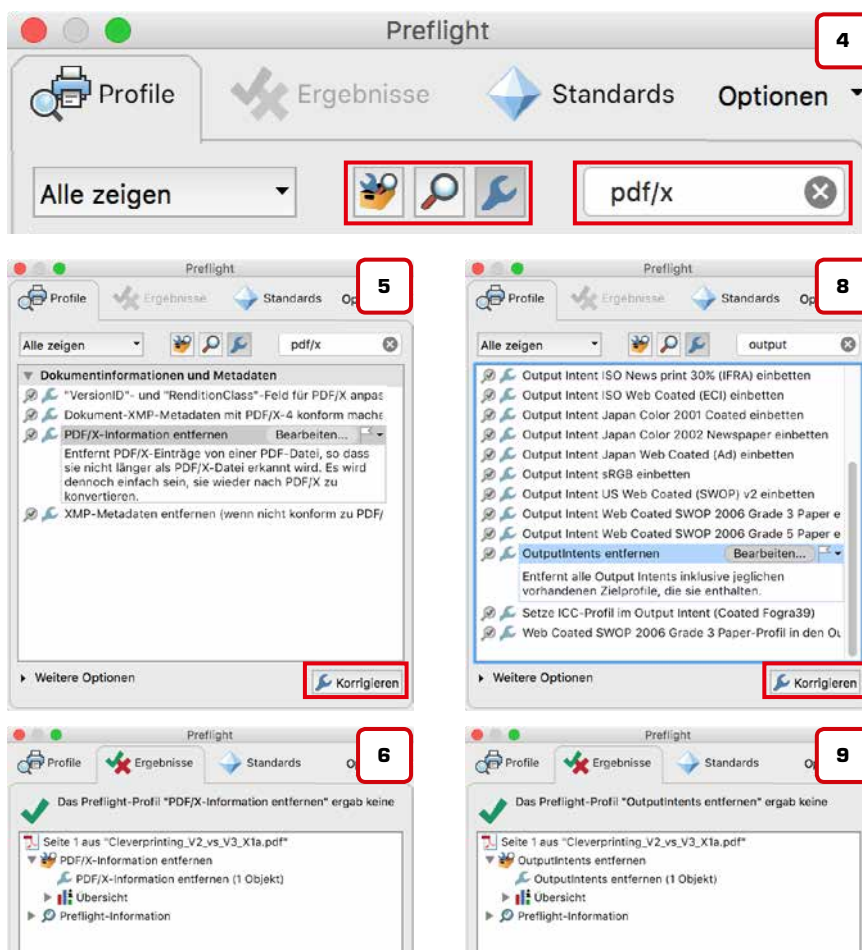 Preflight
4
Profile
Ergebnisse
Standards
Optionen
Alle zeigen
pdf/x
Preflight
5
Profile
Ergebnisse
Standards
Alle zeigen
pdf/x
Dokumentinformationen und Metadaten
"VersionID"- und "RenditionClass"-Feld für PDF/X anpas
Dokument-XMP-Metadaten mit PDF/X-4 konform mache
PDF/X-Information entfernen Bearbeiten...
Entfernt PDF/X-Einträge von einer PDF-Datei, so dass
sie nicht länger als PDF/X-Datei erkannt wird. Es wird
dennoch einfach sein, sie wieder nach PDF/X zu
konvertieren.
XMP-Metadaten entfernen (wenn nicht konform zu PDF/
Weitere Optionen
Korrigieren
Preflight
8
Profile
Ergebnisse
Standards
Alle zeigen
output
Output Intent ISO News print 30% (IFRA) einbetten
Output Intent ISO Web Coated (ECI) einbetten
Output Intent Japan Color 2001 Coated einbetten
Output Intent Japan Color 2002 Newspaper einbetten
Output Intent Japan Web Coated (Ad) einbetten
Output Intent sRGB einbetten
Output Intent US Web Coated (SWOP) v2 einbetten
Output Intent Web Coated SWOP 2006 Grade 3 Paper e
Output Intent Web Coated SWOP 2006 Grade 5 Paper e
OutputIntents entfernen Bearbeiten...
Entfernt alle Output Intents inklusive jeglichen
vorhandenen Zielprofile, die sie enthalten.
Setze ICC-Profil im Output Intent (Coated Fogra39)
Web Coated SWOP 2006 Grade 3 Paper-Profil in den Ou
Weitere Optionen
Korrigieren
Preflight
6
Profile
Ergebnisse
Standards
Das Preflight-Profil "PDF/X-Information entfernen" ergab keine
Seite 1 aus "Cleverprinting_V2_vs_V3_X1a.pdf"
PDF/X-Information entfernen
PDF/X-Information entfernen (1 Objekt)
Übersicht
Preflight-Information
Preflight
9
Profile
Ergebnisse
Standards
Das Preflight-Profil "OutputIntents entfernen" ergab keine
Seite 1 aus "Cleverprinting_V2_vs_V3_X1a.pdf"
OutputIntents entfernen
OutputIntents entfernen (1 Objekt)
Übersicht
Preflight-Information